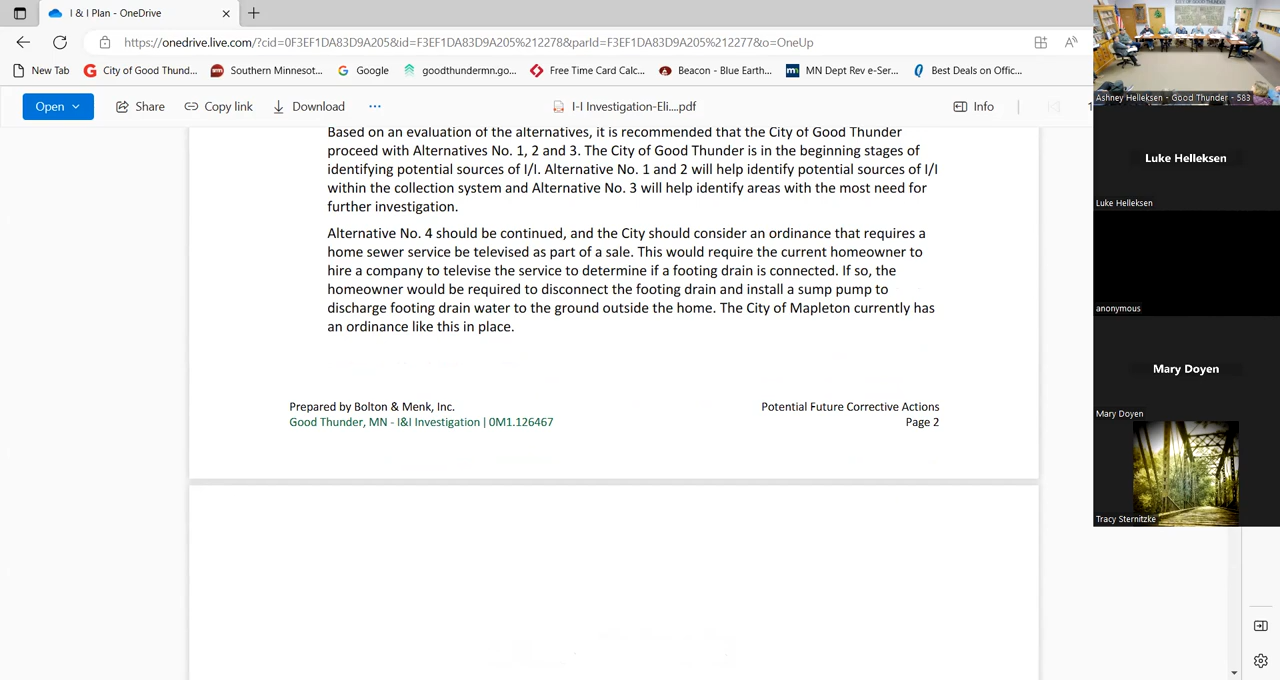 I & I Plan - OneDrive
https://onedrive.live.com/?cid=0F3EF1DA83D9A205&id=F3EF1DA83D9A205%212278&parId=F3EF1DA83D9A205%212277&o=OneUp
New Tab City of Good Thund... Southern Minnesot... Google goodthundermn.go... Free Time Card Calc... Beacon - Blue Earth... MN Dept Rev e-Ser... Best Deals on Offic...
Open Share Copy link Download ... I-I Investigation-Eli....pdf Info 1
Based on an evaluation of the alternatives, it is recommended that the City of Good Thunder
proceed with Alternatives No. 1, 2 and 3. The City of Good Thunder is in the beginning stages of
identifying potential sources of I/I. Alternative No. 1 and 2 will help identify potential sources of I/I
within the collection system and Alternative No. 3 will help identify areas with the most need for
further investigation.
Alternative No. 4 should be continued, and the City should consider an ordinance that requires a
home sewer service be televised as part of a sale. This would require the current homeowner to
hire a company to televise the service to determine if a footing drain is connected. If so, the
homeowner would be required to disconnect the footing drain and install a sump pump to
discharge footing drain water to the ground outside the home. The City of Mapleton currently has
an ordinance like this in place.
Prepared by Bolton & Menk, Inc. Potential Future Corrective Actions
Good Thunder, MN - I&I Investigation | 0M1.126467 Page 2
Ashney Helleksen - Good Thunder - 583
Luke Helleksen
Luke Helleksen
anonymous
Mary Doyen
Mary Doyen
Tracy Sternitzke